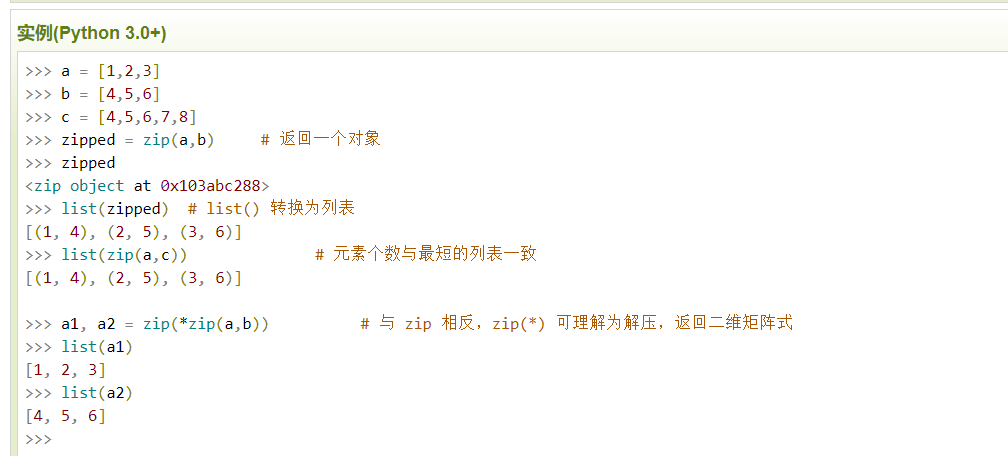 实例(Python 3.0+)
>>> a = [1,2,3]
>>> b = [4,5,6]
>>> c = [4,5,6,7,8]
>>> zipped = zip(a,b)     # 返回一个对象
>>> zipped
<zip object at 0x103abc288>
>>> list(zipped)  # list() 转换为列表
[(1, 4), (2, 5), (3, 6)]
>>> list(zip(a,c))              # 元素个数与最短的列表一致
[(1, 4), (2, 5), (3, 6)]
>>> a1, a2 = zip(*zip(a,b))          # 与 zip 相反，zip(*) 可理解为解压，返回二维矩阵式
>>> list(a1)
[1, 2, 3]
>>> list(a2)
[4, 5, 6]
>>>